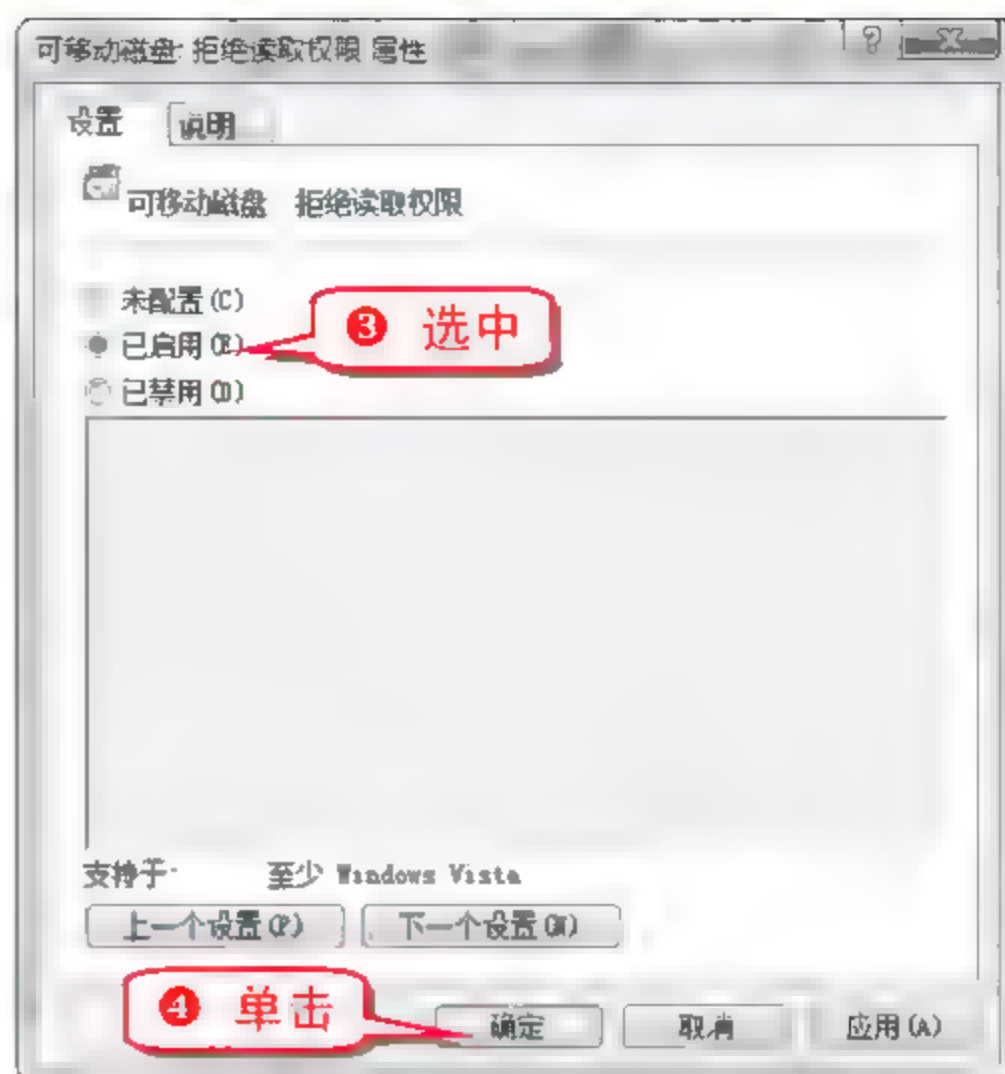 可移动磁盘: 拒绝读取权限 属性
设置 说明
可移动磁盘 拒绝读取权限
未配置(C)
已启用(E)
❸ 选中
已禁用(D)
支持于: 至少 Windows Vista
上一个设置(P) 下一个设置(N)
❹ 单击
确定 取消 应用(A)